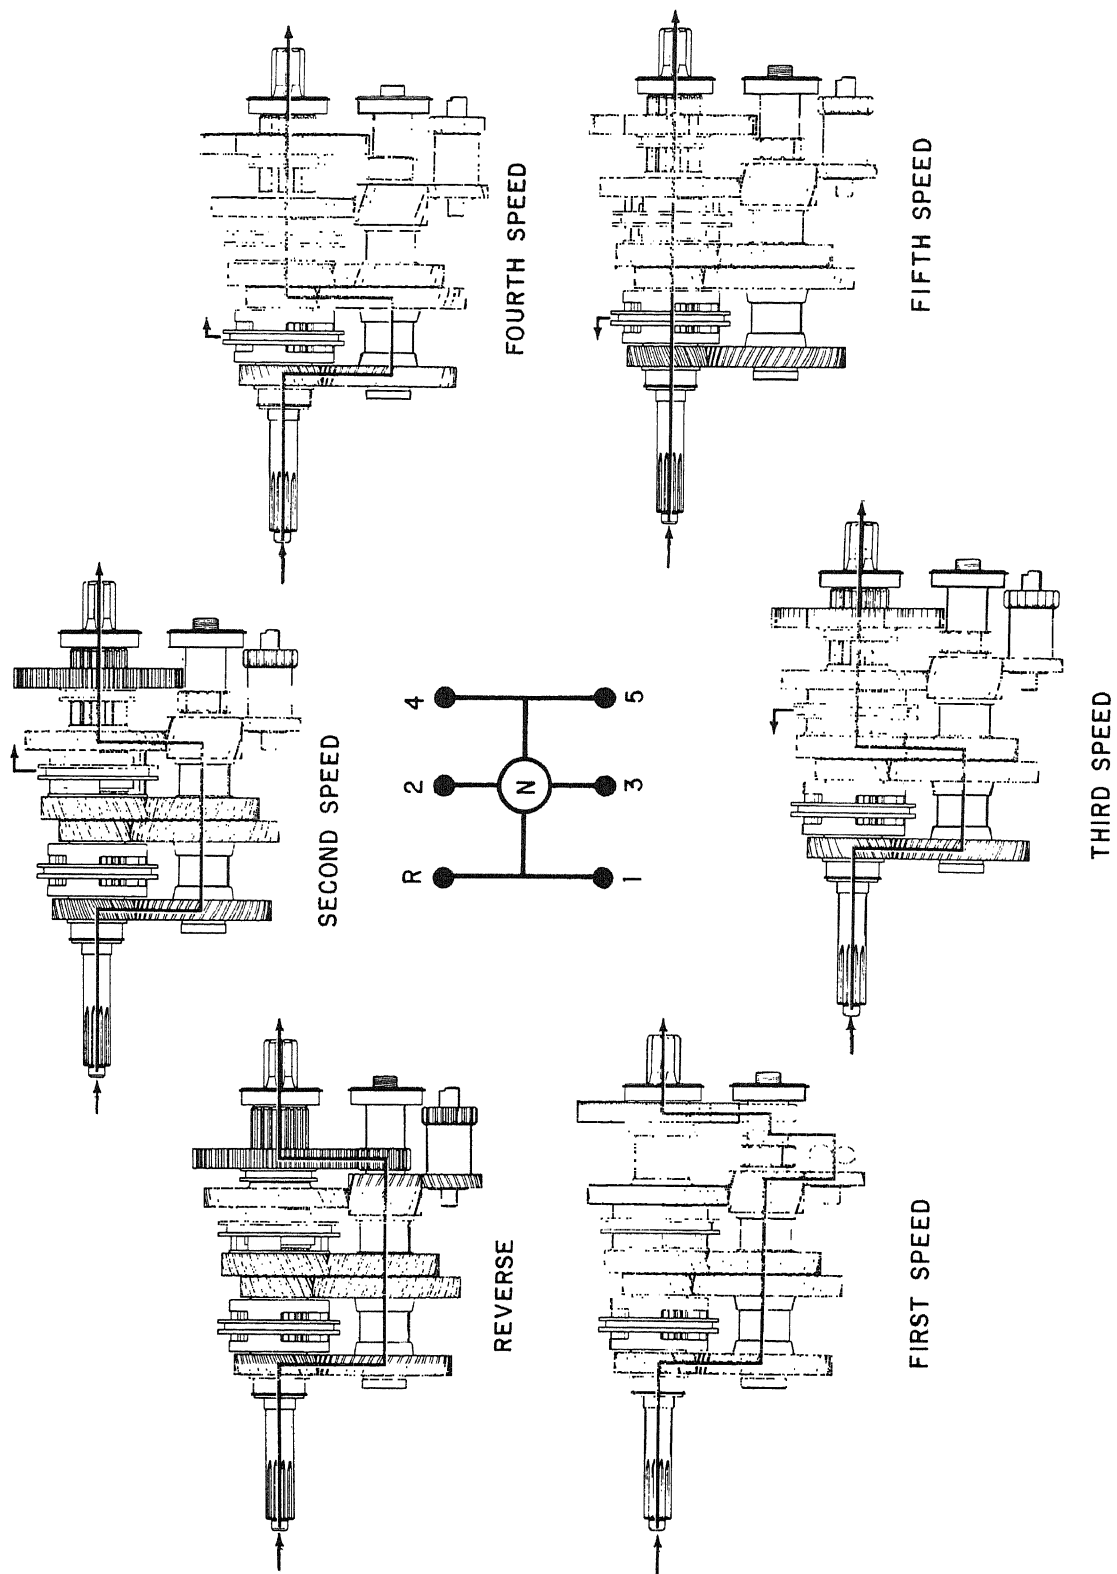 REVERSE
SECOND SPEED
FOURTH SPEED
R 2 4
N
1 3 5
FIRST SPEED
THIRD SPEED
FIFTH SPEED